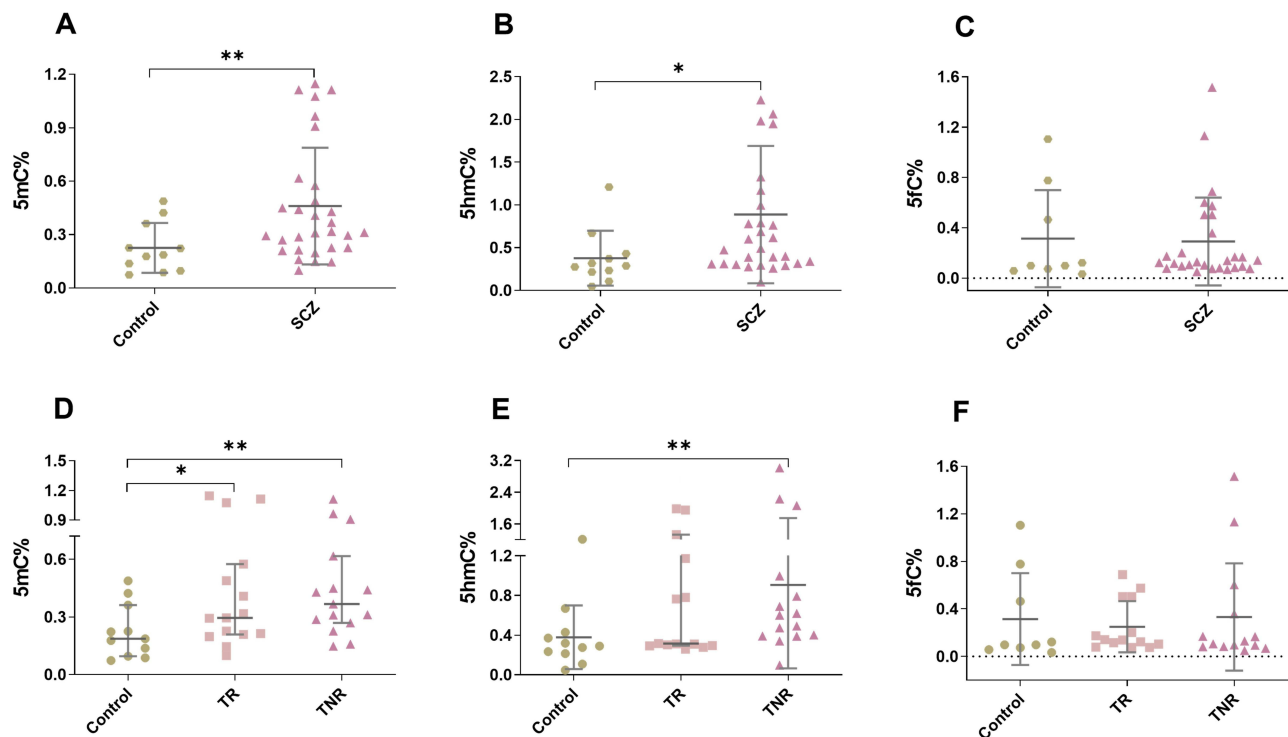 A
**
5mC%
1.2
0.9
0.6
0.3
0.0
Control
SCZ
B
*
5hmC%
2.5
2.0
1.5
1.0
0.5
0.0
Control
SCZ
C
5fC%
1.6
1.2
0.8
0.4
0.0
Control
SCZ
D
**
*
5mC%
1.5
1.2
0.9
0.6
0.3
0.0
Control
TR
TNR
E
**
5hmC%
3.2
2.4
1.6
1.2
0.8
0.4
0.0
Control
TR
TNR
F
5fC%
1.6
1.2
0.8
0.4
0.0
Control
TR
TNR